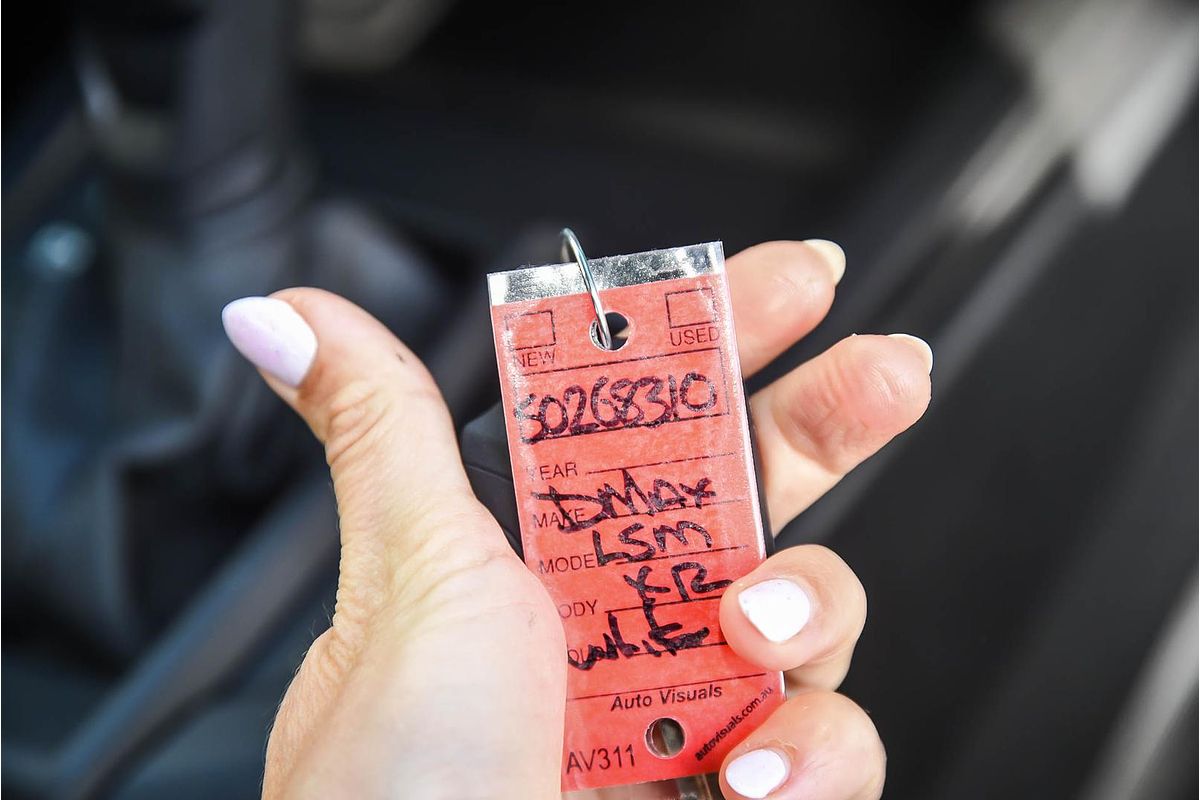 NEW USED
50268310
YEAR
MAKE DMAX
MODEL LSM
BODY XR
white
Auto Visuals
AV311
autovisuals.com.au